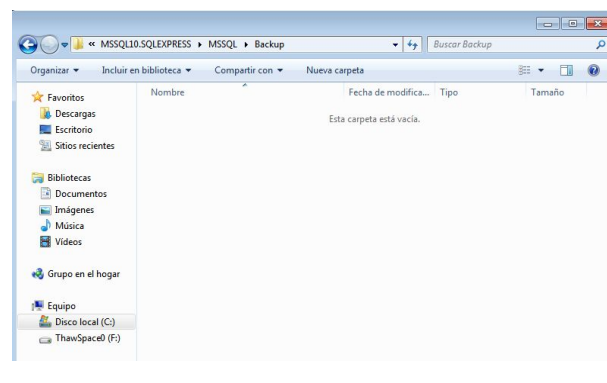 « MSSQL10.SQLEXPRESS ▸ MSSQL ▸ Backup
Buscar Backup
Organizar Incluir en biblioteca Compartir con Nueva carpeta
Nombre Fecha de modifica... Tipo Tamaño
Esta carpeta está vacía.
Favoritos
Descargas
Escritorio
Sitios recientes
Bibliotecas
Documentos
Imágenes
Música
Vídeos
Grupo en el hogar
Equipo
Disco local (C:)
ThawSpace0 (F:)